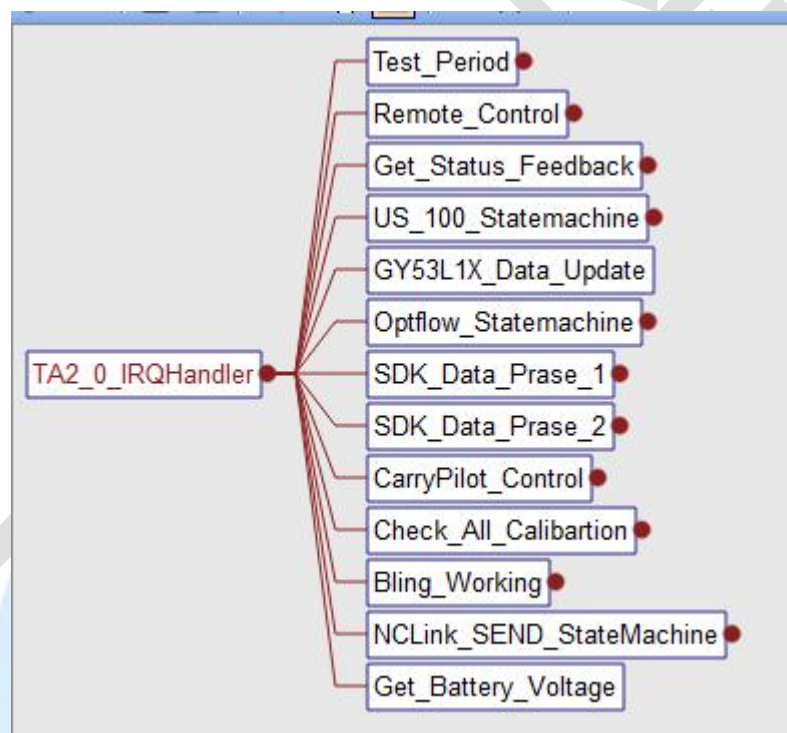 Test_Period
Remote_Control
Get_Status_Feedback
US_100_Statemachine
GY53L1X_Data_Update
Optflow_Statemachine
TA2_0_IRQHandler
SDK_Data_Prase_1
SDK_Data_Prase_2
CarryPilot_Control
Check_All_Calibartion
Bling_Working
NCLink_SEND_StateMachine
Get_Battery_Voltage